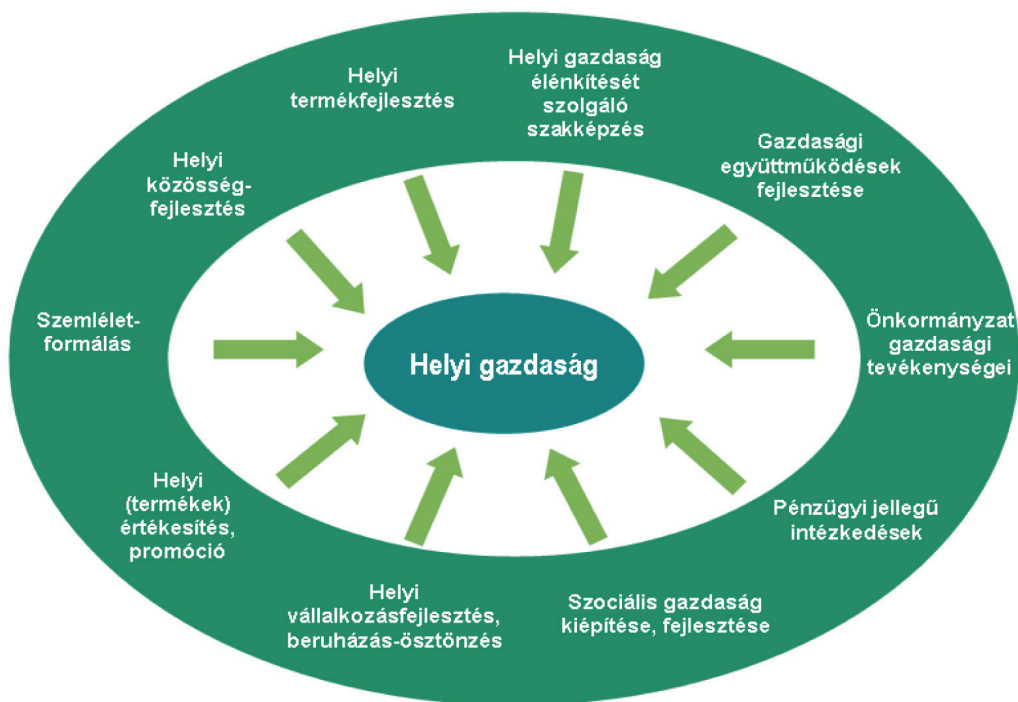 Helyi
termékfejlesztés
Helyi gazdaság
élénkítését
szolgáló
szakképzés
Gazdasági
együttműködések
fejlesztése
Önkormányzat
gazdasági
tevékenységei
Pénzügyi jellegű
intézkedések
Szociális gazdaság
kiépítése, fejlesztése
Helyi
vállalkozásfejlesztés,
beruházás-ösztönzés
Helyi
(termékek)
értékesítés,
promóció
Szemlélet-
formálás
Helyi
közösség-
fejlesztés
Helyi gazdaság